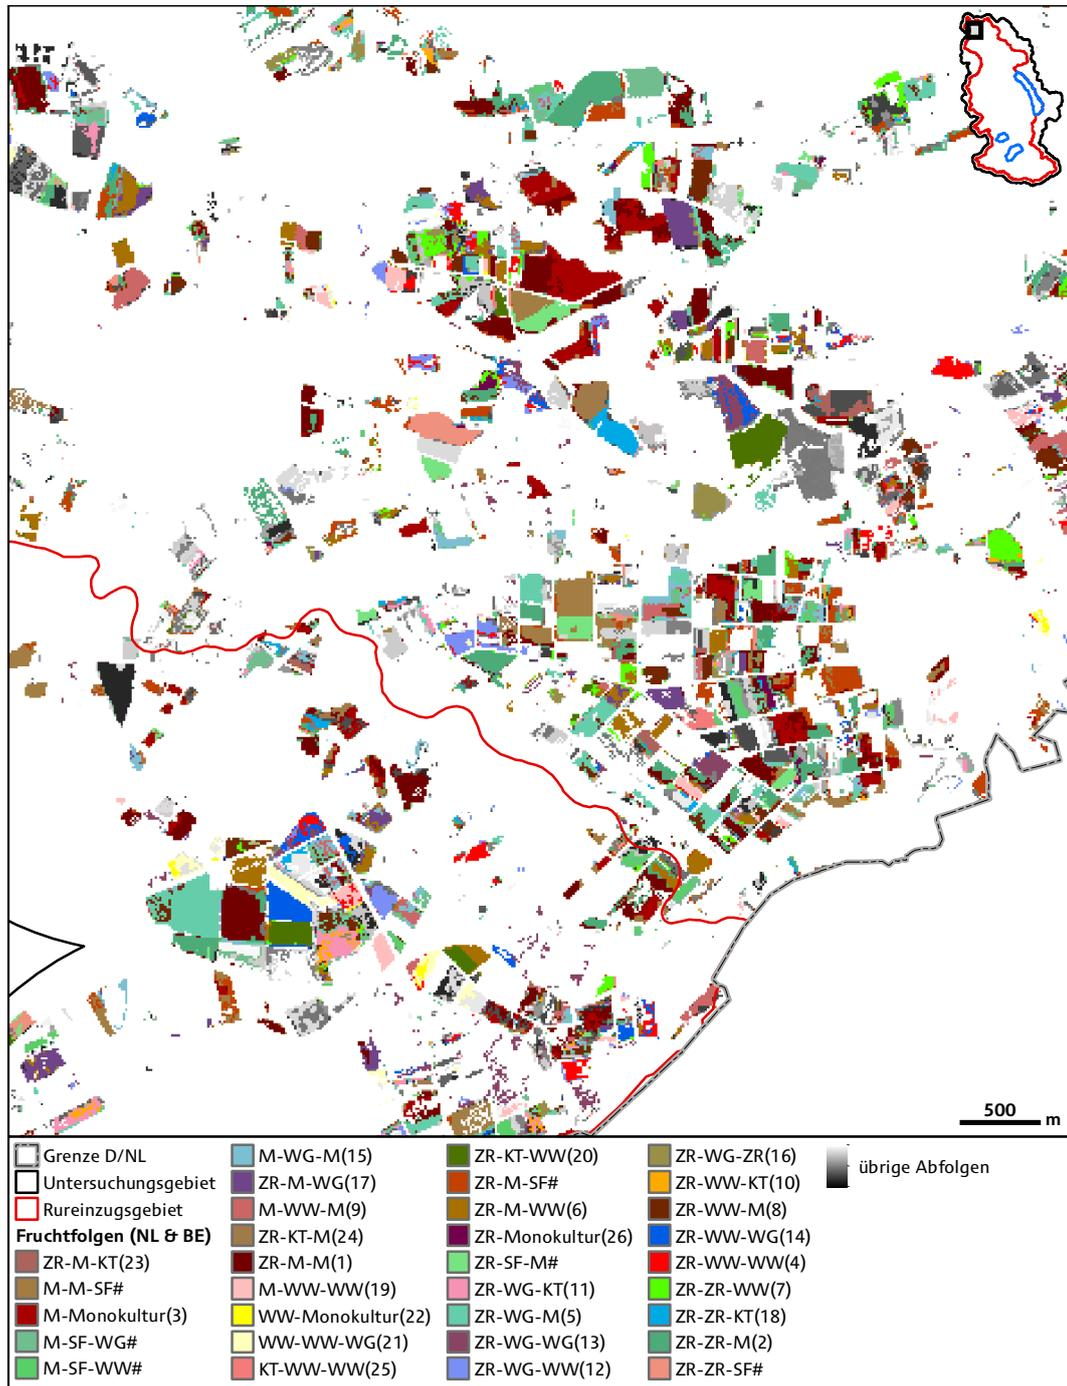 500 m
Grenze D/NL
Untersuchungsgebiet
Rureinzugsgebiet
Fruchtfolgen (NL & BE)
ZR-M-KT(23)
M-M-SF#
M-Monokultur(3)
M-SF-WG#
M-SF-WW#
M-WG-M(15)
ZR-M-WG(17)
M-WW-M(9)
ZR-KT-M(24)
ZR-M-M(1)
M-WW-WW(19)
WW-Monokultur(22)
WW-WW-WG(21)
KT-WW-WW(25)
ZR-KT-WW(20)
ZR-M-SF#
ZR-M-WW(6)
ZR-Monokultur(26)
ZR-SF-M#
ZR-WG-KT(11)
ZR-WG-M(5)
ZR-WG-WG(13)
ZR-WG-WW(12)
ZR-WG-ZR(16)
ZR-WW-KT(10)
ZR-WW-M(8)
ZR-WW-WG(14)
ZR-WW-WW(4)
ZR-ZR-WW(7)
ZR-ZR-KT(18)
ZR-ZR-M(2)
ZR-ZR-SF#
übrige Abfolgen